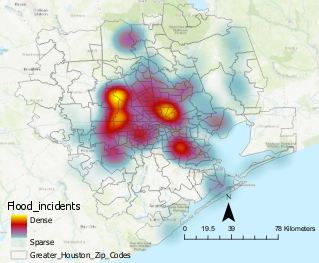 N
0 19.5 39 78 Kilometers
Flood_incidents
Dense
Sparse
Greater_Houston_Zip_Codes